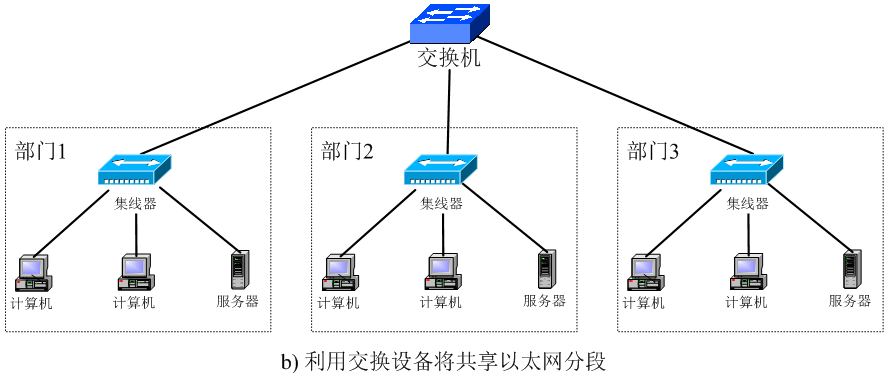 交换机
部门1
部门2
部门3
集线器
集线器
集线器
计算机
计算机
服务器
计算机
计算机
服务器
计算机
计算机
服务器
b) 利用交换设备将共享以太网分段